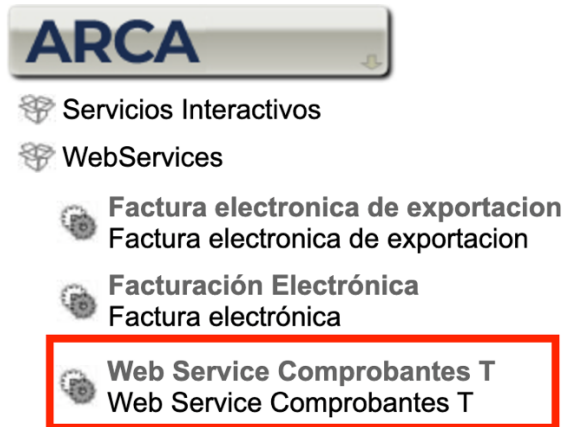 ARCA
Servicios Interactivos
WebServices
Factura electronica de exportacion
Factura electronica de exportacion
Facturación Electrónica
Factura electrónica
Web Service Comprobantes T
Web Service Comprobantes T